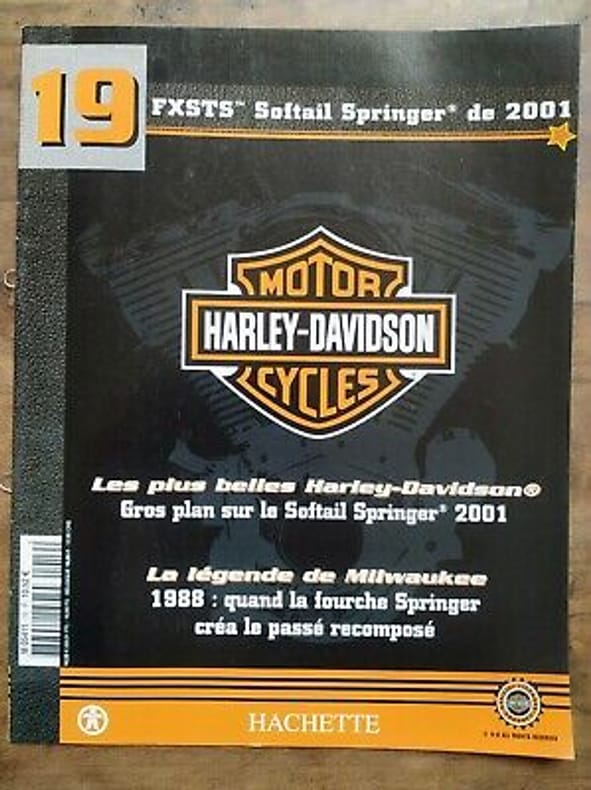 19
FXSTS™ Softail Springer® de 2001
MOTOR
HARLEY-DAVIDSON
CYCLES
Les plus belles Harley-Davidson®
Gros plan sur le Softail Springer® 2001
La légende de Milwaukee
1988 : quand la fourche Springer
créa le passé recomposé
HACHETTE